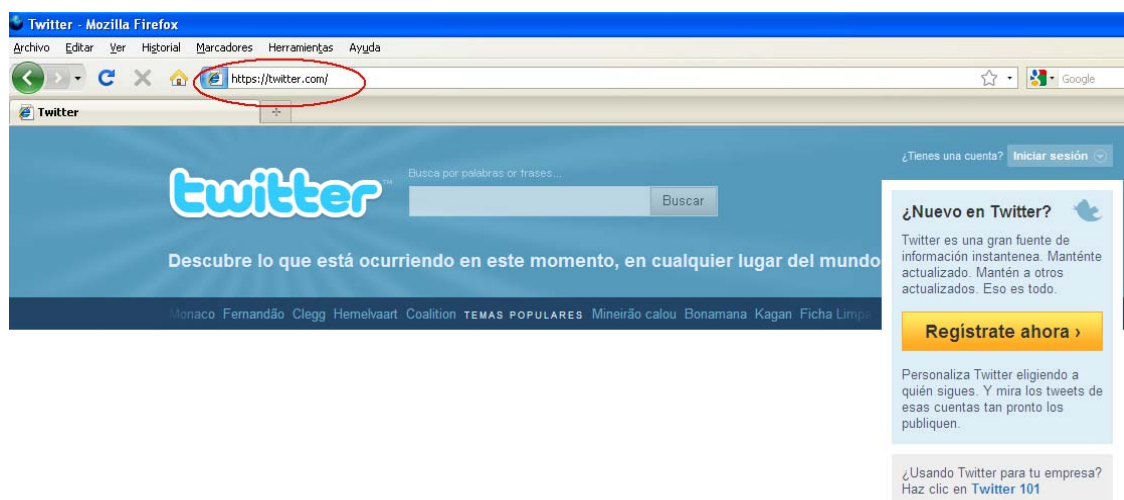 Twitter - Mozilla Firefox
Archivo Editar Ver Historial Marcadores Herramientas Ayuda
https://twitter.com/
Google
Twitter
¿Tienes una cuenta? Iniciar sesión
twitter™
Busca por palabras or frases...
Buscar
Descubre lo que está ocurriendo en este momento, en cualquier lugar del mundo
Monaco Fernandão Clegg Hemelvaart Coalition TEMAS POPULARES Mineirão calou Bonamana Kagan Ficha Limpa
¿Nuevo en Twitter?
Twitter es una gran fuente de
información instantenea. Manténte
actualizado. Mantén a otros
actualizados. Eso es todo.
Regístrate ahora ›
Personaliza Twitter eligiendo a
quién sigues. Y mira los tweets de
esas cuentas tan pronto los
publiquen.
¿Usando Twitter para tu empresa?
Haz clic en Twitter 101